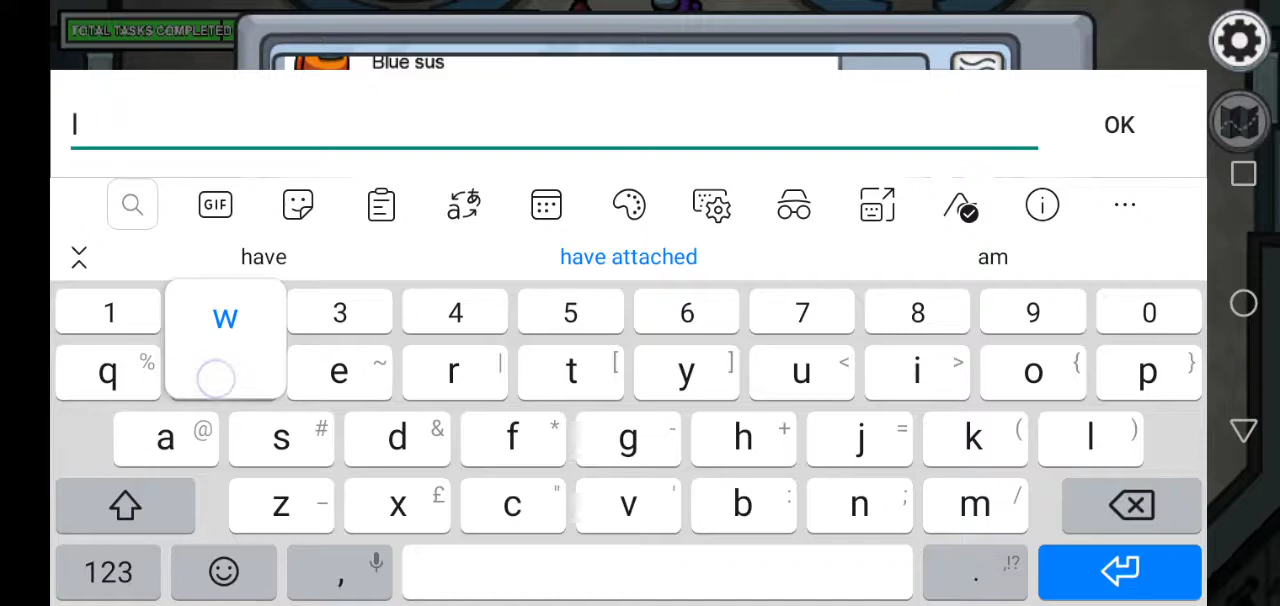 TOTAL TASKS COMPLETED
Blue sus
I
OK
GIF
have have attached am
1 w 3 4 5 6 7 8 9 0
q % e ~ r | t [ y ] u < i > o { p }
a @ s # d & f * g - h + j = k ( l )
z _ x £ c " v ' b : n ; m /
123 , . ,!?